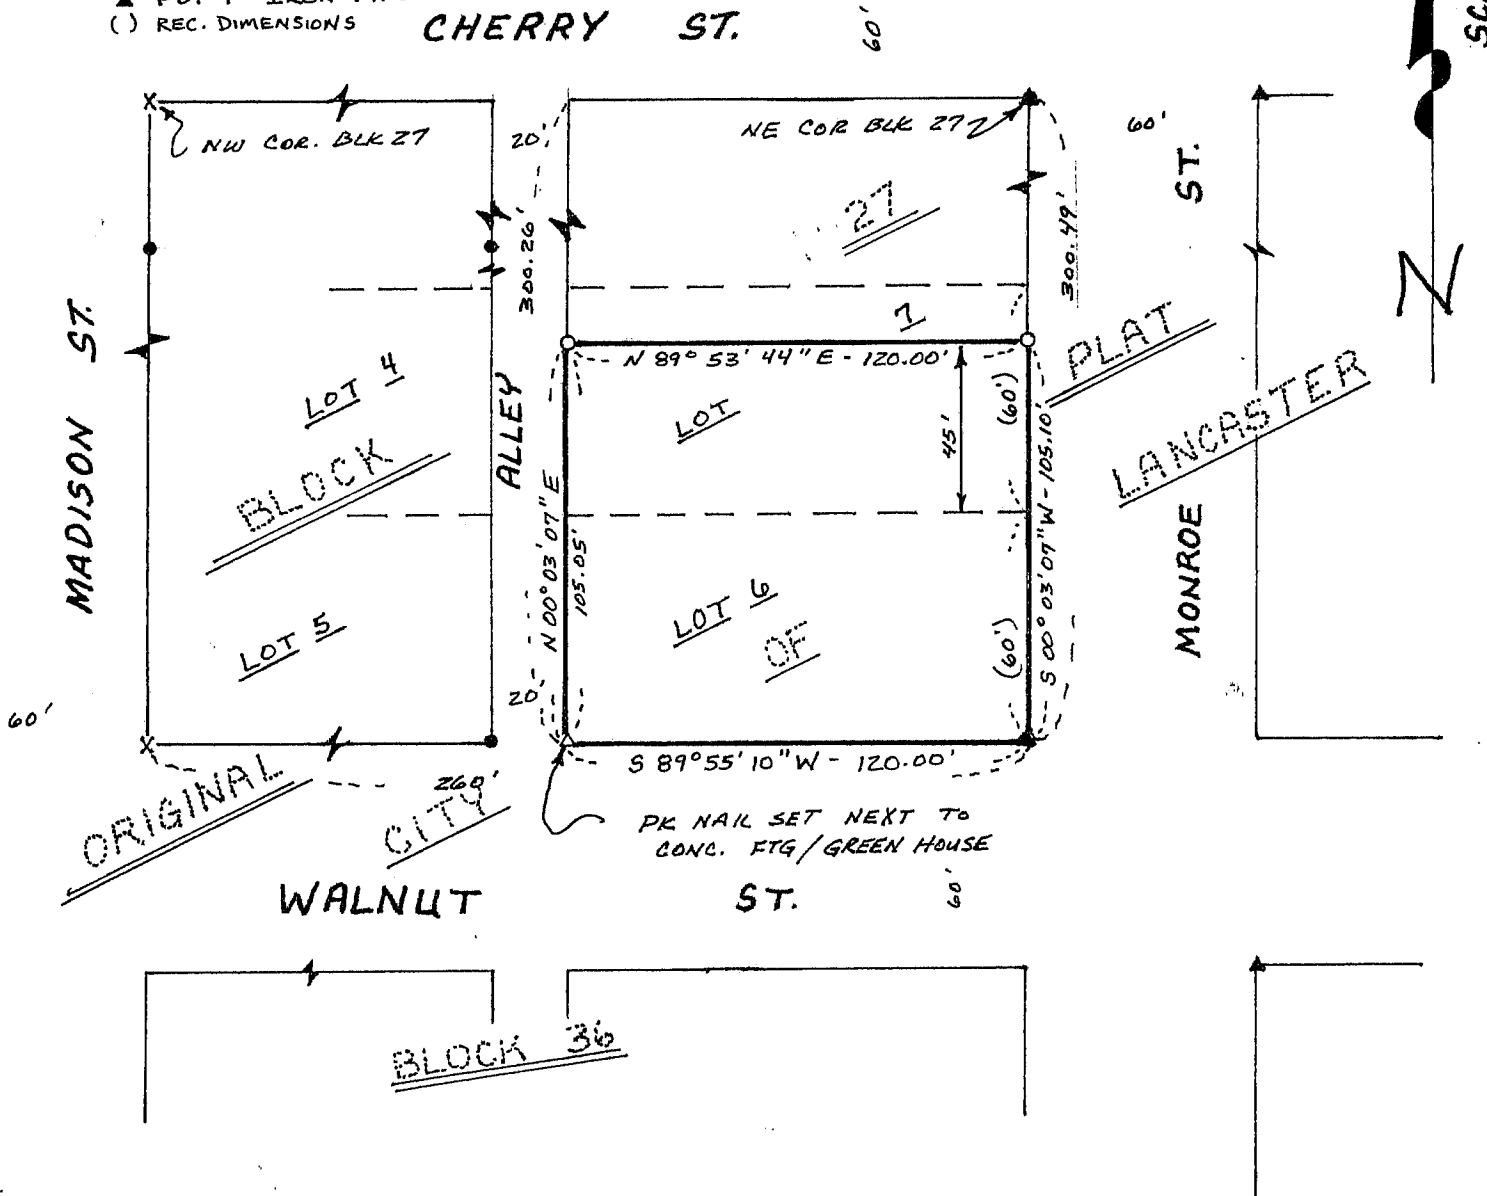 ( ) REC. DIMENSIONS
CHERRY ST.
60'
NW COR. BLK 27
20'
NE COR BLK 27
60'
ST.
27
300.26'
300.49'
N
MADISON ST.
7
PLAT
N 89° 53' 44" E - 120.00'
LOT 4
ALLEY
LOT
45'
(60')
LANCASTER
BLOCK
N 00° 03' 07" E
105.05'
S 00° 03' 07" W - 105.10'
MONROE
LOT 6
LOT 5
OF
(60')
20'
60'
S 89° 55' 10" W - 120.00'
260'
ORIGINAL
CITY
PK NAIL SET NEXT TO
CONC. FTG/GREEN HOUSE
WALNUT ST.
60'
BLOCK 36